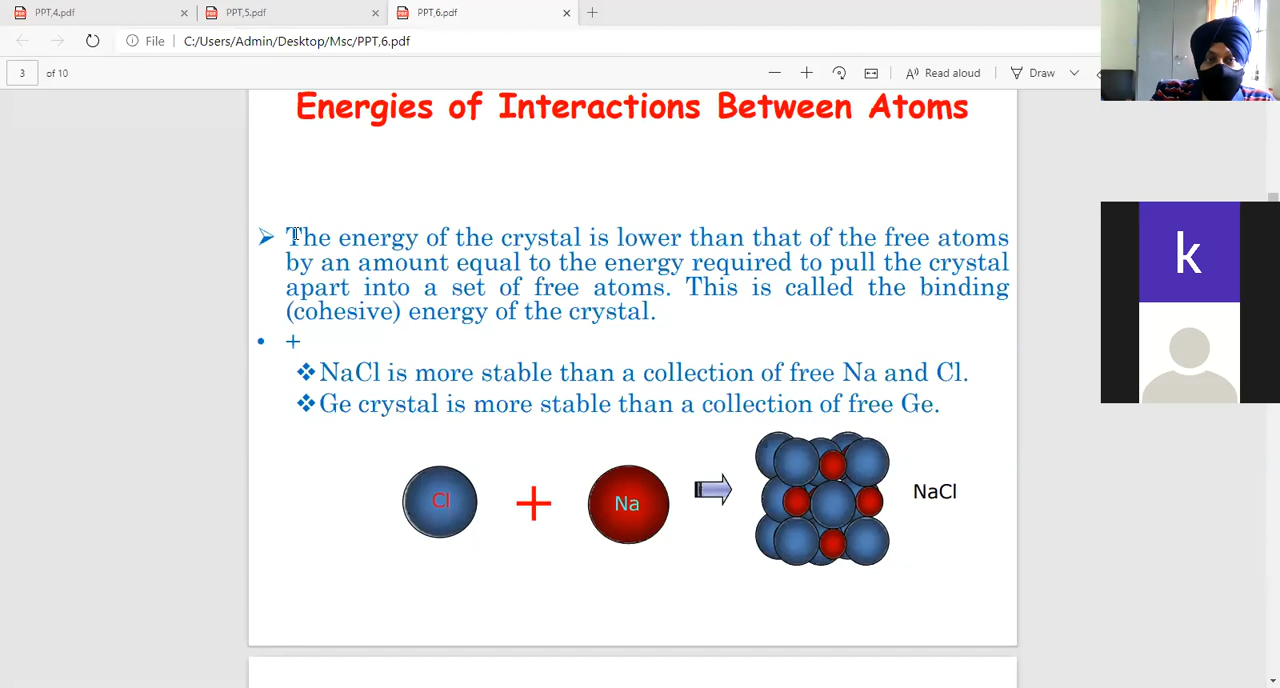 PPT,4.pdf
PPT,5.pdf
PPT,6.pdf
File
C:/Users/Admin/Desktop/Msc/PPT,6.pdf
3 of 10
Read aloud
Draw
Energies of Interactions Between Atoms
➢ The energy of the crystal is lower than that of the free atoms
by an amount equal to the energy required to pull the crystal
apart into a set of free atoms. This is called the binding
(cohesive) energy of the crystal.
• +
❖NaCl is more stable than a collection of free Na and Cl.
❖Ge crystal is more stable than a collection of free Ge.
Cl + Na NaCl
k